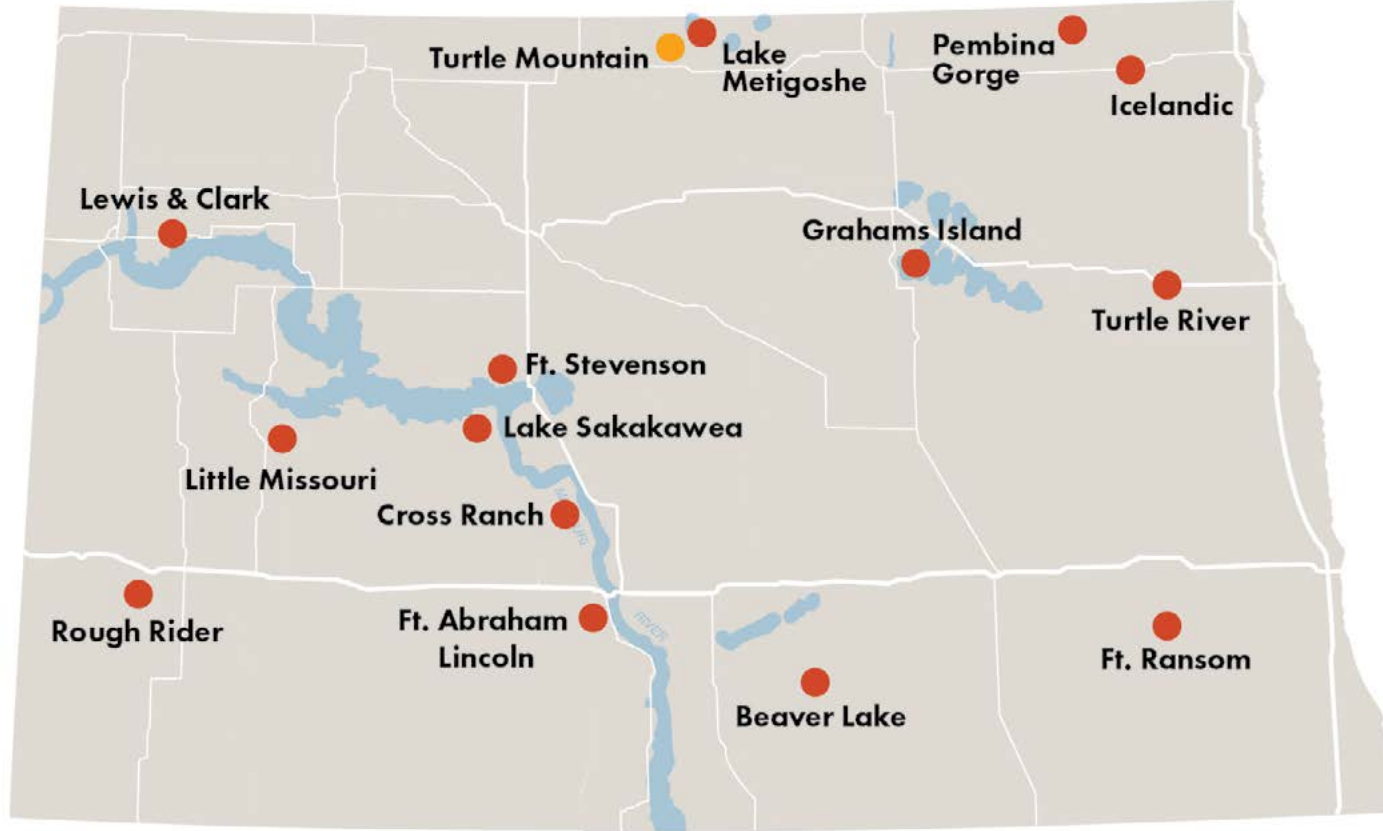 Turtle Mountain
Lake
Metigoshe
Pembina
Gorge
Icelandic
Lewis & Clark
Grahams Island
Turtle River
Ft. Stevenson
Lake Sakakawea
Little Missouri
Cross Ranch
Rough Rider
Ft. Abraham
Lincoln
RIVER
Ft. Ransom
Beaver Lake